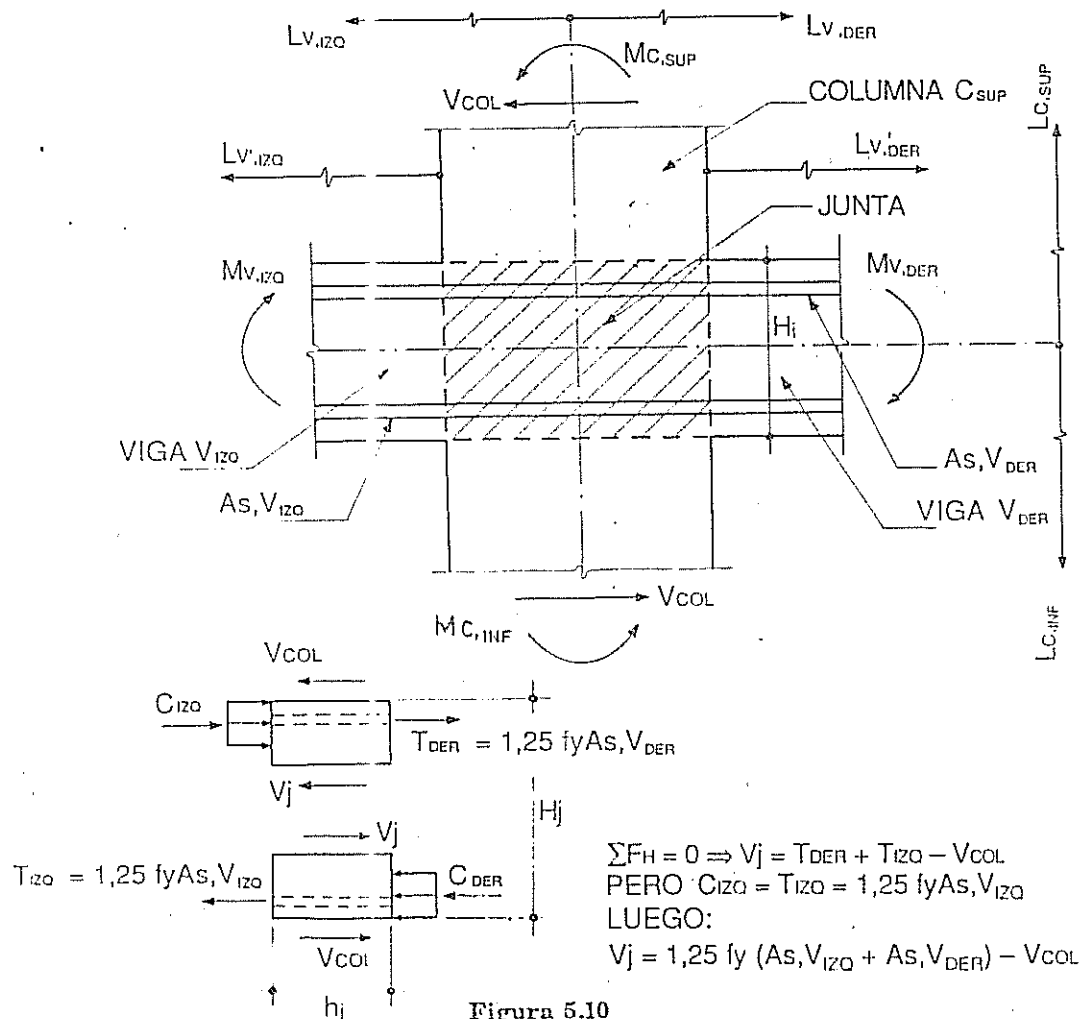 Lv,IZQ
Lv,DER
Mc,SUP
VCOL
COLUMNA CSUP
Lc,SUP
Lv',IZQ
Lv',DER
JUNTA
Mv,IZQ
Mv,DER
Hj
VIGA VIZQ
As,VIZQ
As,VDER
VIGA VDER
VCOL
Mc,INF
Lc,INF
VCOL
CIZQ
TDER = 1,25 fyAs,VDER
Vj
Hj
Vj
TIZQ = 1,25 fyAs,VIZQ
CDER
VCOL
hj
ΣFH = 0 ⇒ Vj = TDER + TIZQ – VCOL
PERO CIZQ = TIZQ = 1,25 fyAs,VIZQ
LUEGO:
Vj = 1,25 fy (As,VIZQ + As,VDER) – VCOL
Figura 5.10